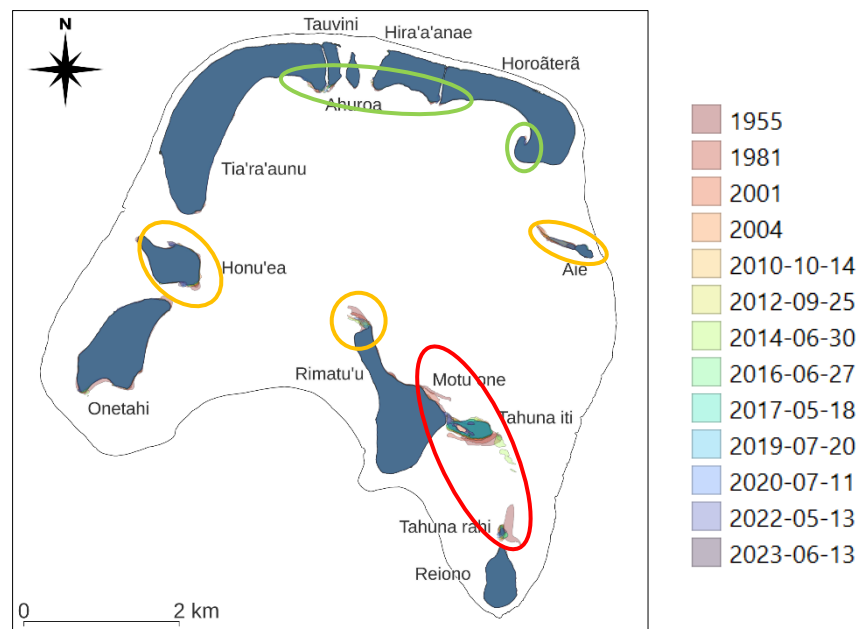 N
Tauvini
Hira'a'anae
Horoãterã
Ahuroa
Tia'ra'aunu
Honu'ea
Aie
Rimatu'u
Motu one
Onetahi
Tahuna iti
Tahuna rahi
Reiono
0 2 km
1955
1981
2001
2004
2010-10-14
2012-09-25
2014-06-30
2016-06-27
2017-05-18
2019-07-20
2020-07-11
2022-05-13
2023-06-13